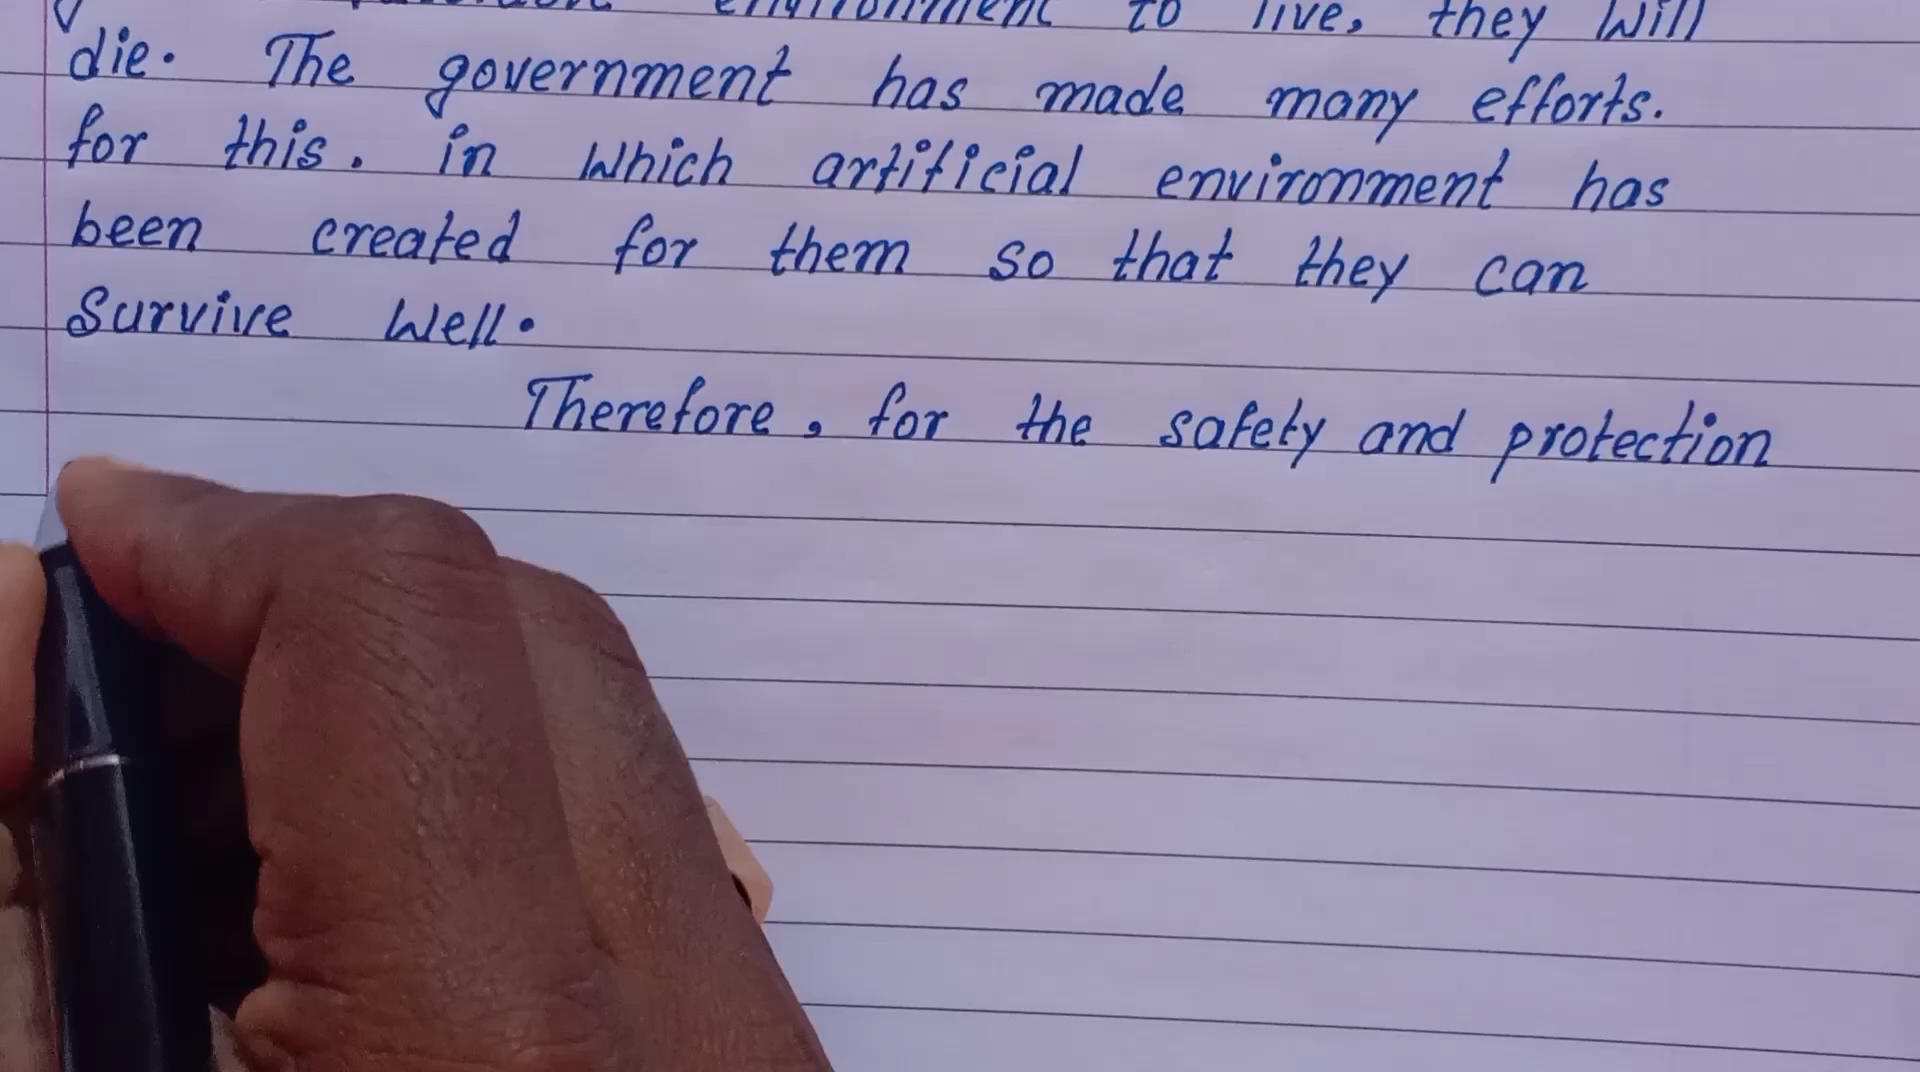 environment to live, they will
die. The government has made many efforts.
for this. in which artificial environment has
been created for them so that they can
Survive Well.
Therefore, for the safety and protection